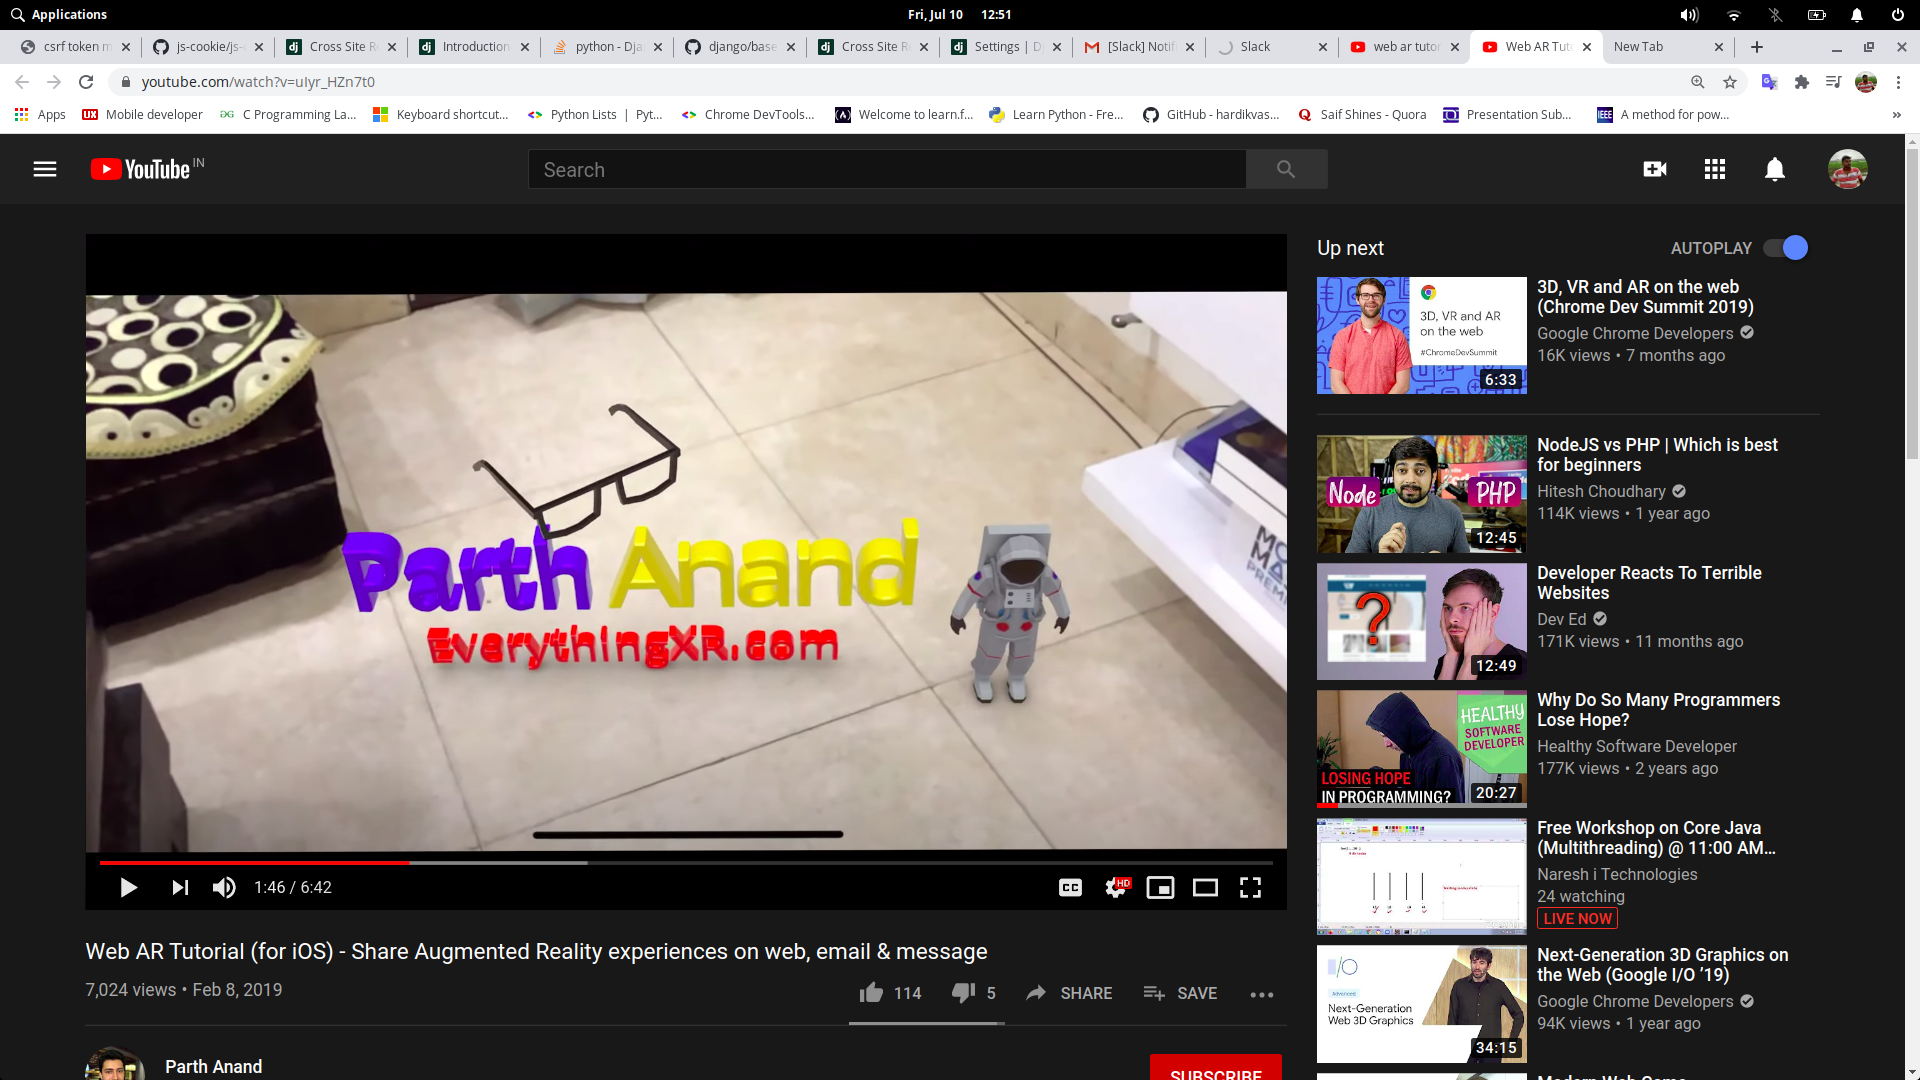 Applications
Fri, Jul 10 12:51
csrf token m
js-cookie/js-
Cross Site R
Introduction
python - Dja
django/base
Cross Site R
Settings | D
[Slack] Notif
Slack
web ar tutor
Web AR Tut
New Tab
youtube.com/watch?v=uIyr_HZn7t0
Apps
Mobile developer
C Programming La...
Keyboard shortcut...
Python Lists | Pyt...
Chrome DevTools...
Welcome to learn.f...
Learn Python - Fre...
GitHub - hardikvas...
Saif Shines - Quora
Presentation Sub...
IEEE
A method for pow...
»
YouTube IN
Search
Parth Anand
EverythingXR.com
1:46 / 6:42
CC
HD
Web AR Tutorial (for iOS) - Share Augmented Reality experiences on web, email & message
7,024 views • Feb 8, 2019
114
5
SHARE
SAVE
Parth Anand
SUBSCRIBE
Up next
AUTOPLAY
3D, VR and AR
on the web
#ChromeDevSummit
6:33
3D, VR and AR on the web
(Chrome Dev Summit 2019)
Google Chrome Developers
16K views • 7 months ago
Node
PHP
12:45
NodeJS vs PHP | Which is best
for beginners
Hitesh Choudhary
114K views • 1 year ago
?
12:49
Developer Reacts To Terrible
Websites
Dev Ed
171K views • 11 months ago
HEALTHY
SOFTWARE
DEVELOPER
LOSING HOPE
IN PROGRAMMING?
20:27
Why Do So Many Programmers
Lose Hope?
Healthy Software Developer
177K views • 2 years ago
Free Workshop on Core Java
(Multithreading) @ 11:00 AM...
Naresh i Technologies
24 watching
LIVE NOW
I/O
Advanced
Next-Generation
Web 3D Graphics
34:15
Next-Generation 3D Graphics on
the Web (Google I/O '19)
Google Chrome Developers
94K views • 1 year ago